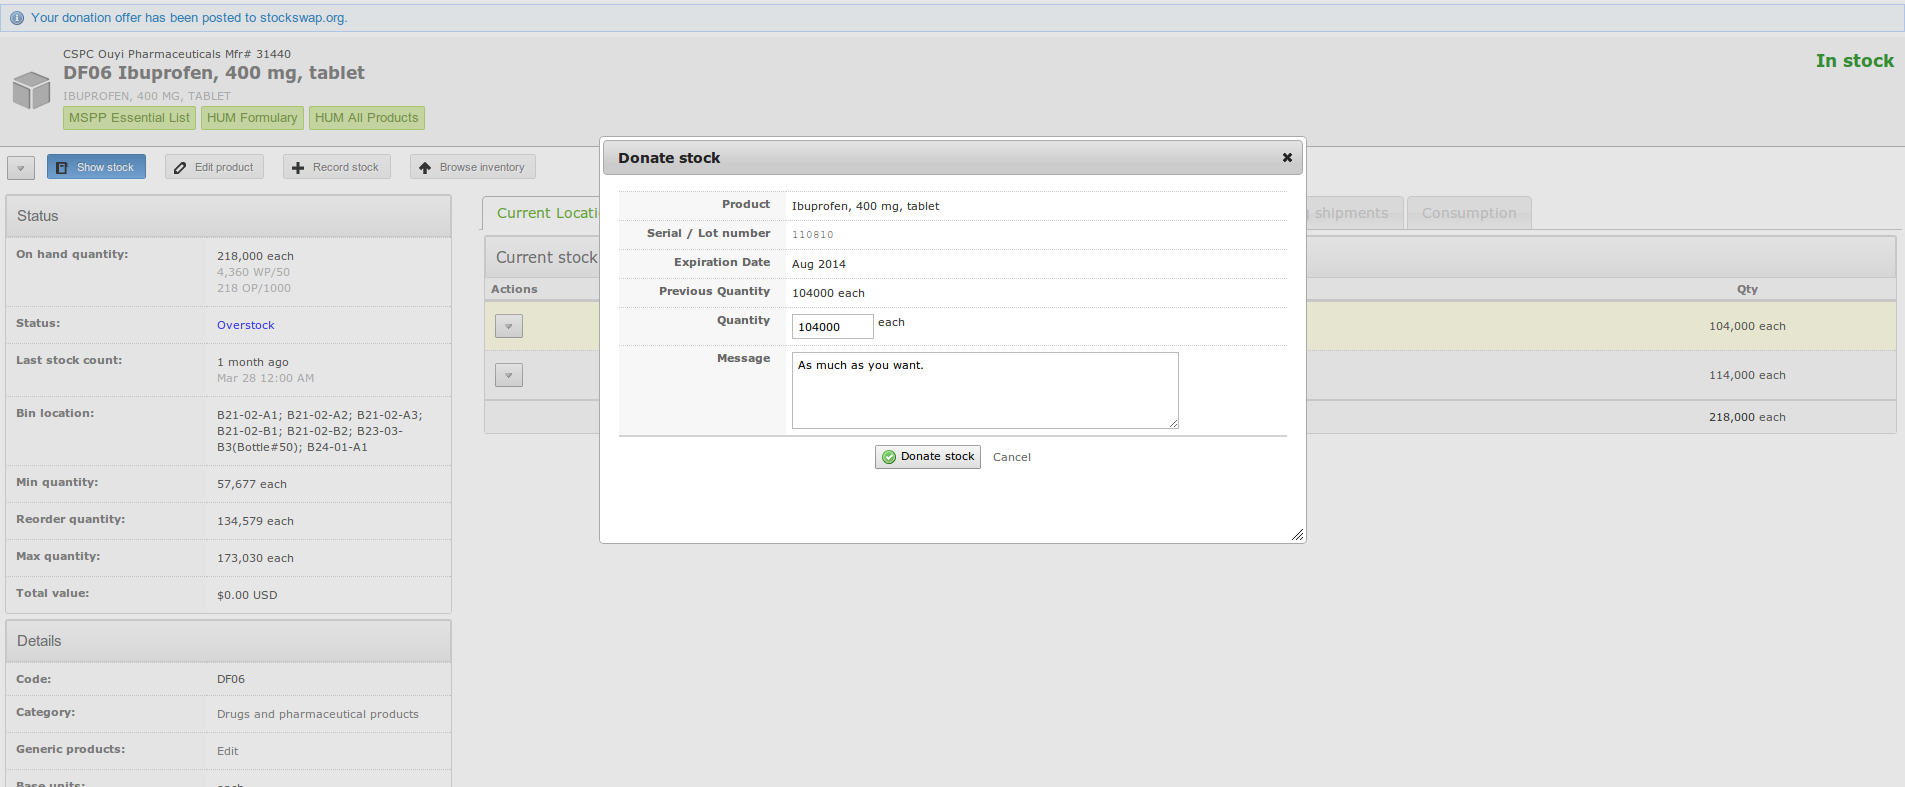 Your donation offer has been posted to stockswap.org.
CSPC Ouyi Pharmaceuticals Mfr# 31440
DF06 Ibuprofen, 400 mg, tablet
In stock
IBUPROFEN, 400 MG, TABLET
MSPP Essential List HUM Formulary HUM All Products
Show stock Edit product Record stock Browse inventory
Status
On hand quantity: 218,000 each
4,360 WP/50
218 OP/1000
Status: Overstock
Last stock count: 1 month ago
Mar 28 12:00 AM
Bin location: B21-02-A1; B21-02-A2; B21-02-A3;
B21-02-B1; B21-02-B2; B23-03-
B3(Bottle#50); B24-01-A1
Min quantity: 57,677 each
Reorder quantity: 134,579 each
Max quantity: 173,030 each
Total value: $0.00 USD
Details
Code: DF06
Category: Drugs and pharmaceutical products
Generic products: Edit
Current shipments Consumption
Current stock
Actions Qty
104,000 each
114,000 each
218,000 each
Donate stock
Product Ibuprofen, 400 mg, tablet
Serial / Lot number 110810
Expiration Date Aug 2014
Previous Quantity 104000 each
Quantity 104000 each
Message As much as you want.
Donate stock Cancel